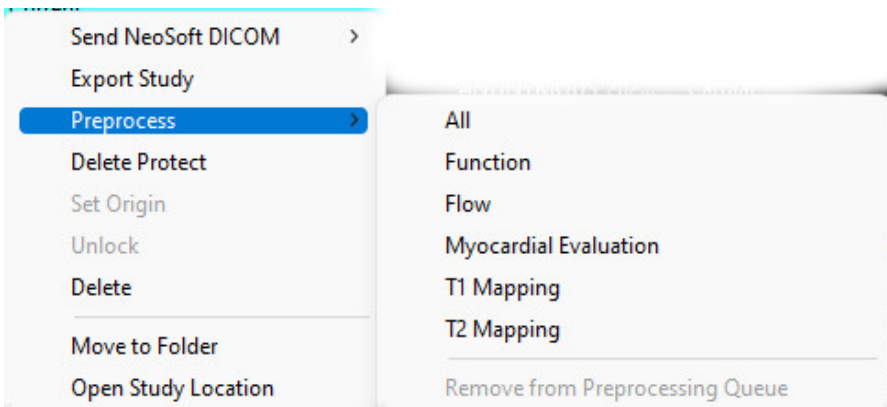 Send NeoSoft DICOM
Export Study
Preprocess
Delete Protect
Set Origin
Unlock
Delete
Move to Folder
Open Study Location
All
Function
Flow
Myocardial Evaluation
T1 Mapping
T2 Mapping
Remove from Preprocessing Queue